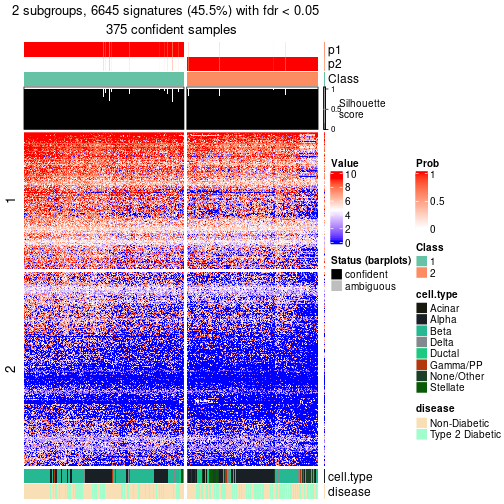 2 subgroups, 6645 signatures (45.5%) with fdr < 0.05
375 confident samples
p1
p2
Class
1
0.5
0
Silhouette
score
1
2
Value
10
8
6
4
2
0
Prob
1
0.5
0
Status (barplots)
confident
ambiguous
Class
1
2
cell.type
Acinar
Alpha
Beta
Delta
Ductal
Gamma/PP
None/Other
Stellate
disease
Non-Diabetic
Type 2 Diabetic
cell.type
disease